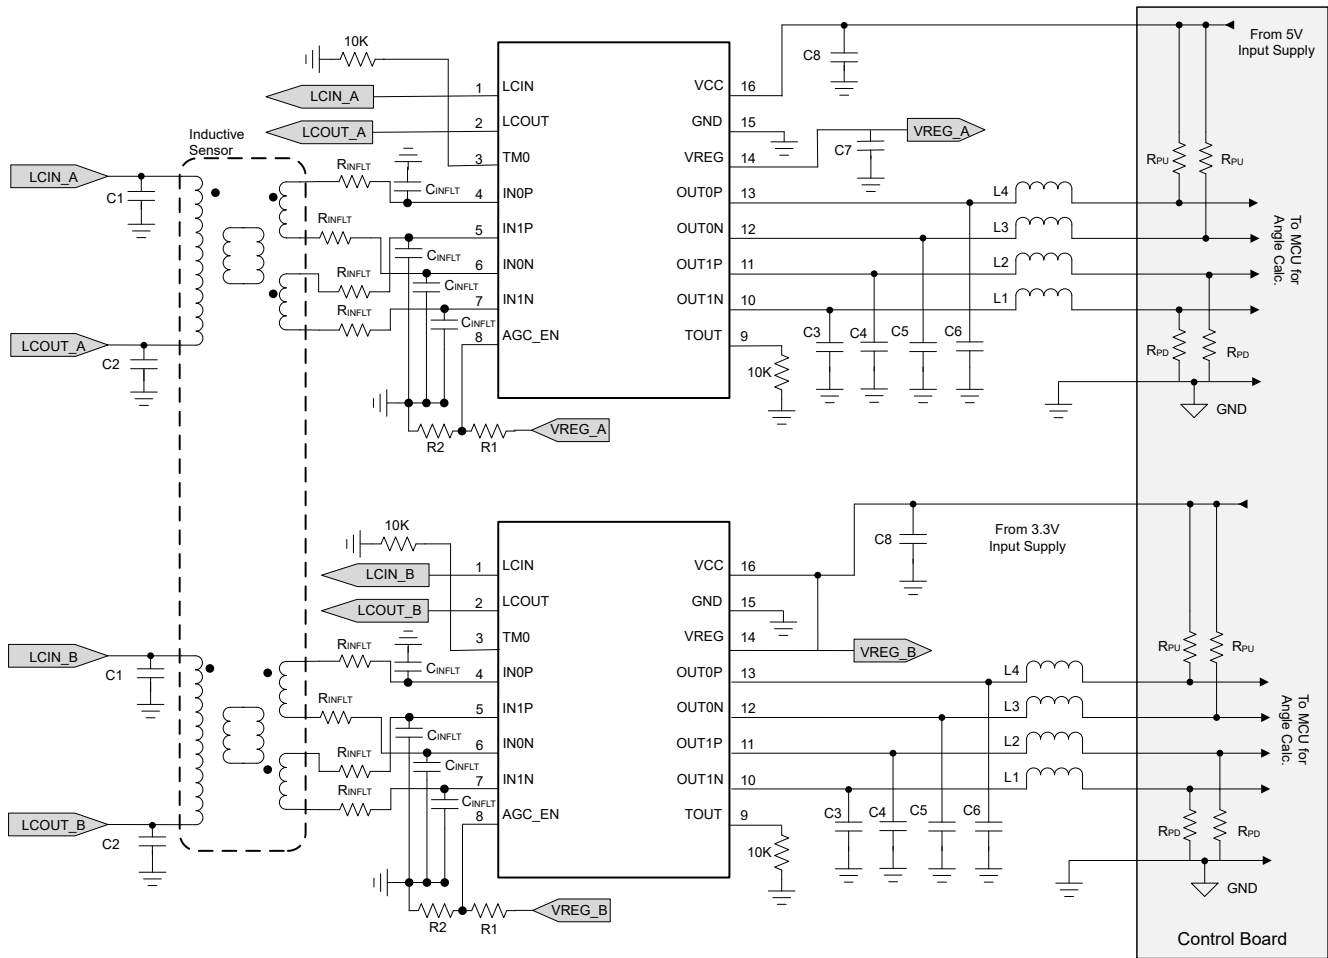 10K
LCIN_A
LCOUT_A
Inductive
Sensor
LCIN_A
C1
LCOUT_A
C2
RINFLT
CINFLT
RINFLT
CINFLT
RINFLT
CINFLT
RINFLT
CINFLT
1
2
3
4
5
6
7
8
LCIN
LCOUT
TM0
IN0P
IN1P
IN0N
IN1N
AGC_EN
VCC
GND
VREG
OUT0P
OUT0N
OUT1P
OUT1N
TOUT
16
15
14
13
12
11
10
9
R2
R1
VREG_A
C8
C7
VREG_A
L4
L3
L2
L1
C3
C4
C5
C6
10K
From 5V
Input Supply
RPU
RPU
To MCU for
Angle Calc.
RPD
RPD
GND
10K
LCIN_B
LCOUT_B
LCIN_B
C1
LCOUT_B
C2
RINFLT
CINFLT
RINFLT
CINFLT
RINFLT
CINFLT
RINFLT
CINFLT
1
2
3
4
5
6
7
8
LCIN
LCOUT
TM0
IN0P
IN1P
IN0N
IN1N
AGC_EN
VCC
GND
VREG
OUT0P
OUT0N
OUT1P
OUT1N
TOUT
16
15
14
13
12
11
10
9
R2
R1
VREG_B
C8
From 3.3V
Input Supply
VREG_B
L4
L3
L2
L1
C3
C4
C5
C6
10K
RPU
RPU
To MCU for
Angle Calc.
RPD
RPD
GND
Control Board